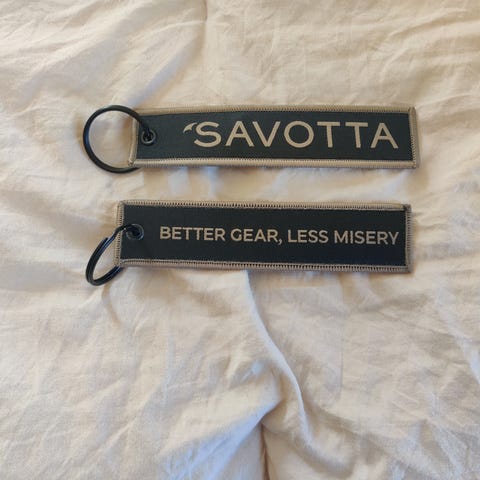 SAVOTTA
BETTER GEAR, LESS MISERY